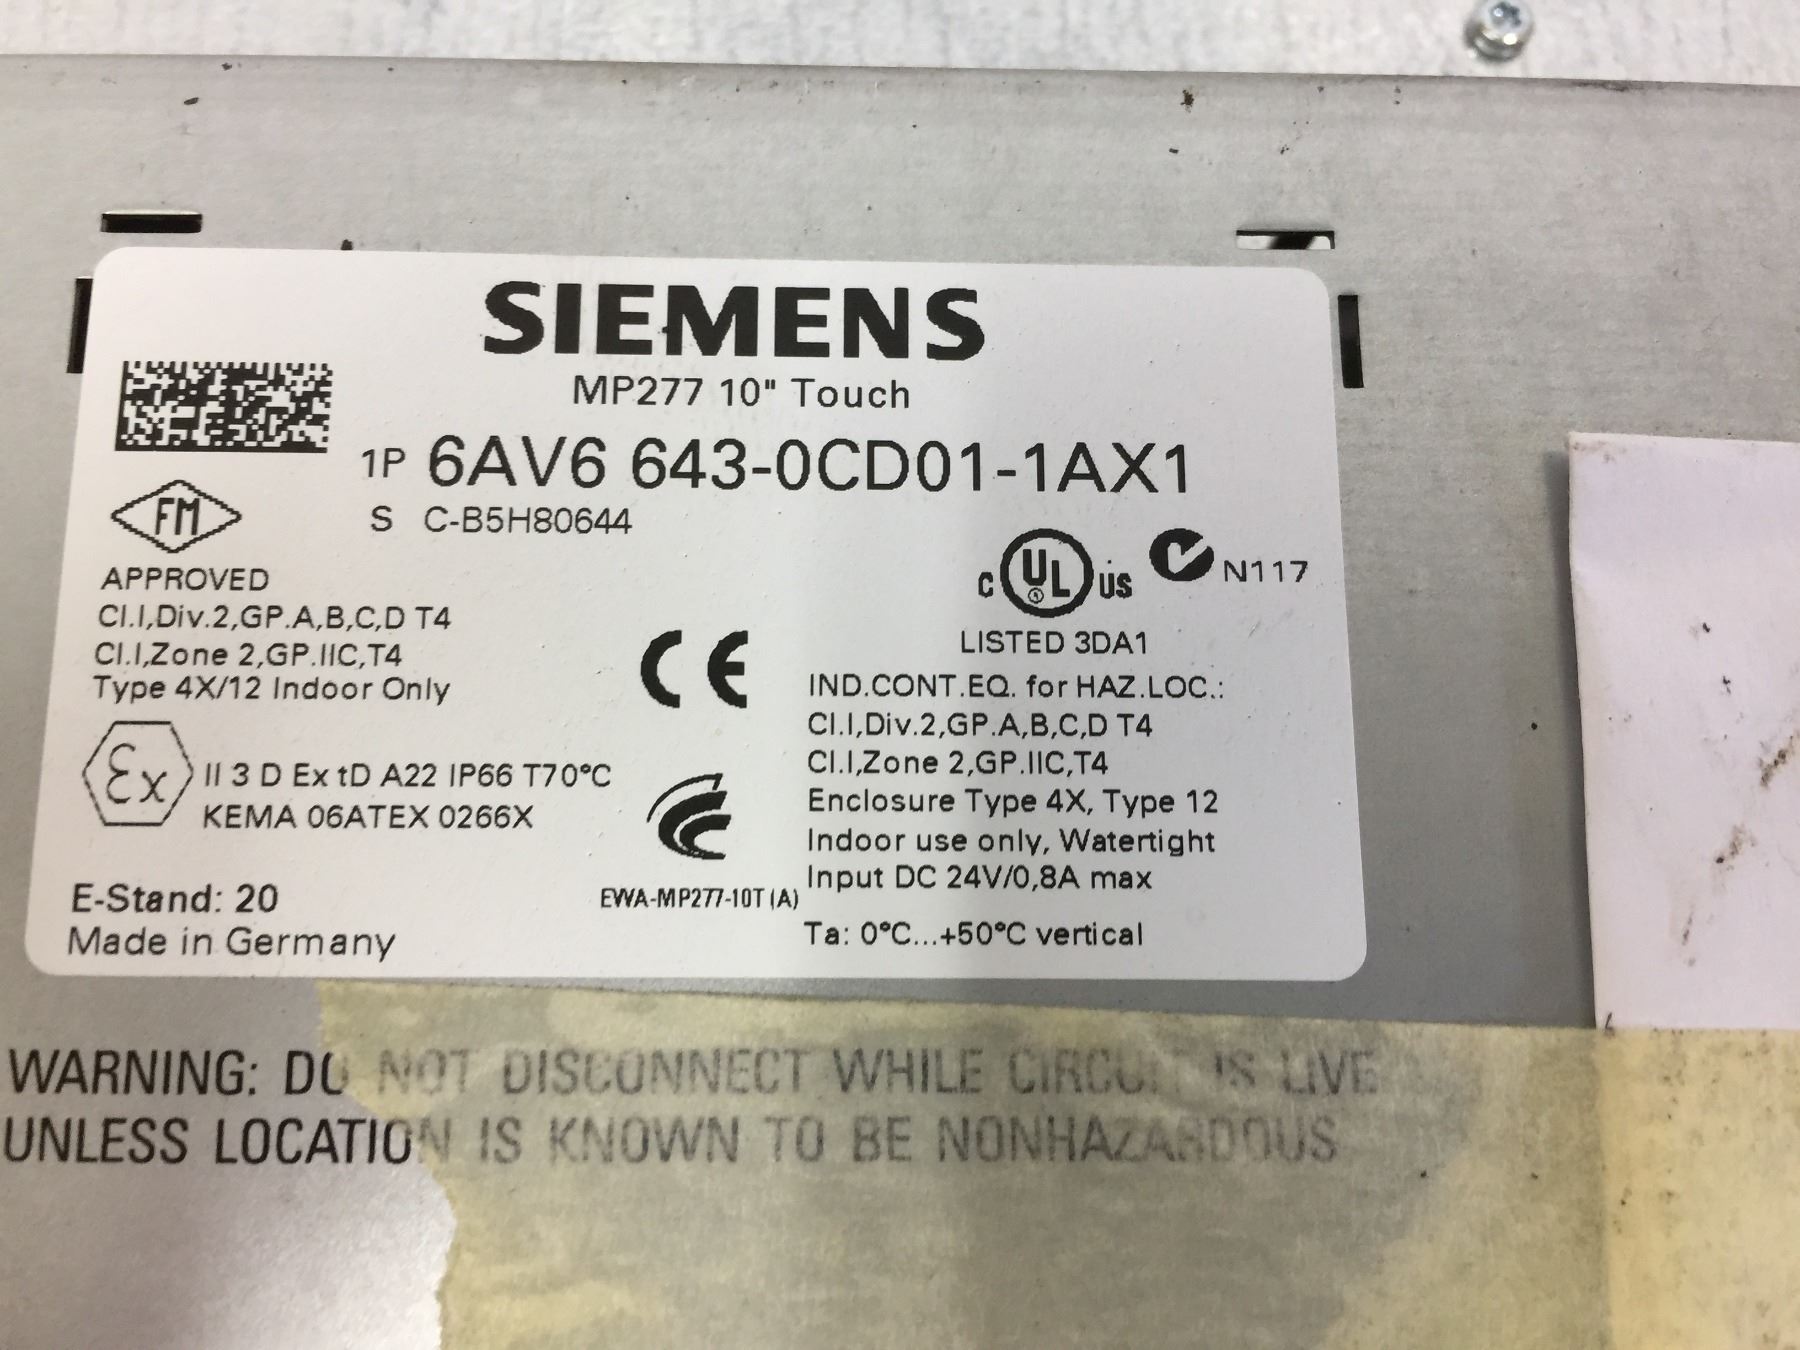 SIEMENS
MP277 10" Touch
1P 6AV6 643-0CD01-1AX1
S C-B5H80644
FM
APPROVED
CI.I,Div.2,GP.A,B,C,D T4
CI.I,Zone 2,GP.IIC,T4
Type 4X/12 Indoor Only
Ex II 3 D Ex tD A22 IP66 T70°C
KEMA 06ATEX 0266X
E-Stand: 20
Made in Germany
CE
EWA-MP277-10T (A)
C UL US N117
LISTED 3DA1
IND.CONT.EQ. for HAZ.LOC.:
CI.I,Div.2,GP.A,B,C,D T4
CI.I,Zone 2,GP.IIC,T4
Enclosure Type 4X, Type 12
Indoor use only, Watertight
Input DC 24V/0,8A max
Ta: 0°C...+50°C vertical
WARNING: DO NOT DISCONNECT WHILE CIRCUIT IS LIVE
UNLESS LOCATION IS KNOWN TO BE NONHAZARDOUS